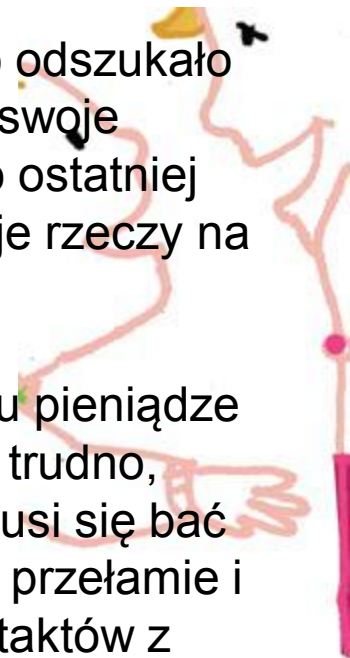 odszukało
swoje
ostatniej
je rzeczy na
u pieniądze
trudno,
usi się bać
przełamie i
taktów z